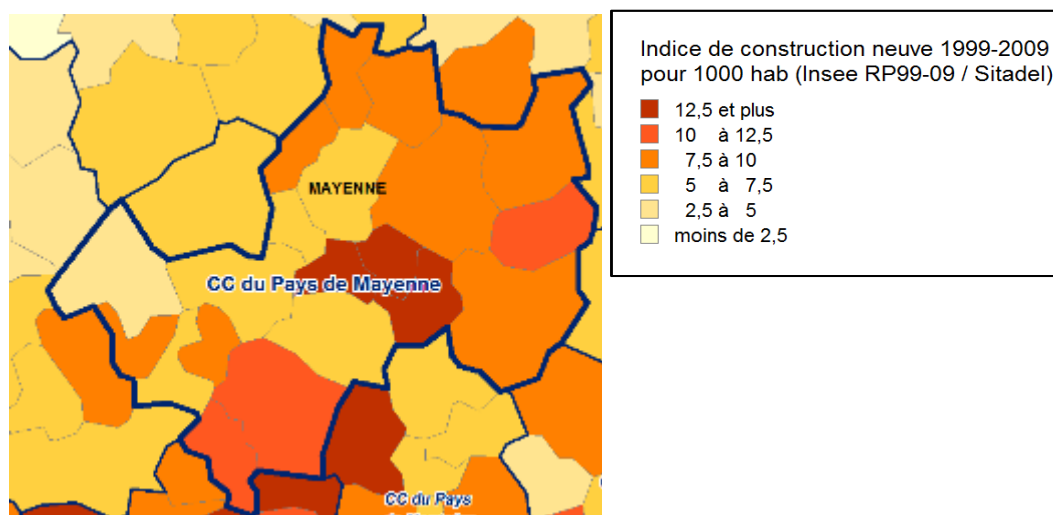 Indice de construction neuve 1999-2009
pour 1000 hab (Insee RP99-09 / Sitadel)
12,5 et plus
10 à 12,5
7,5 à 10
5 à 7,5
2,5 à 5
moins de 2,5
MAYENNE
CC du Pays de Mayenne
CC du Pays